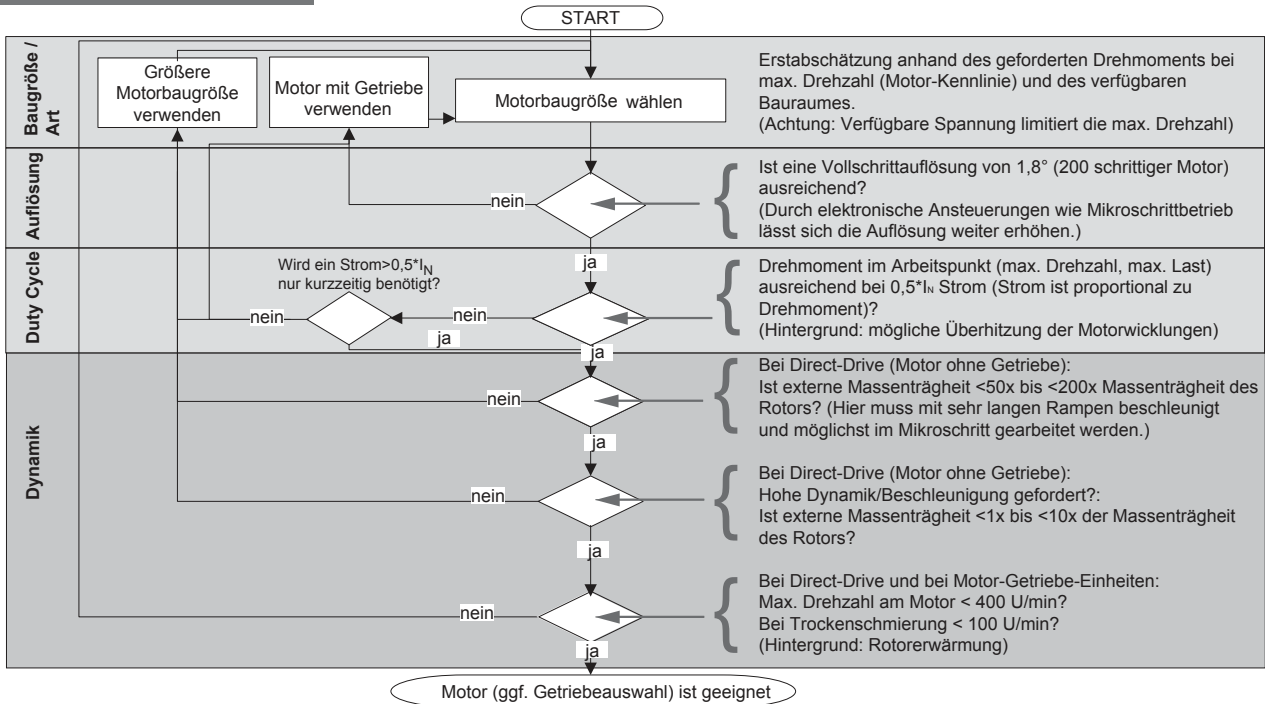 START
Baugröße /
Art
Größere
Motorbaugröße
verwenden
Motor mit Getriebe
verwenden
Motorbaugröße wählen
Erstabschätzung anhand des geforderten Drehmoments bei
max. Drehzahl (Motor-Kennlinie) und des verfügbaren
Bauraumes.
(Achtung: Verfügbare Spannung limitiert die max. Drehzahl)
Auflösung
nein
Ist eine Vollschrittauflösung von 1,8° (200 schrittiger Motor)
ausreichend?
(Durch elektronische Ansteuerungen wie Mikroschrittbetrieb
lässt sich die Auflösung weiter erhöhen.)
ja
Duty Cycle
Wird ein Strom>0,5*IN
nur kurzzeitig benötigt?
nein
nein
ja
Drehmoment im Arbeitspunkt (max. Drehzahl, max. Last)
ausreichend bei 0,5*IN Strom (Strom ist proportional zu
Drehmoment)?
(Hintergrund: mögliche Überhitzung der Motorwicklungen)
ja
Dynamik
nein
Bei Direct-Drive (Motor ohne Getriebe):
Ist externe Massenträgheit <50x bis <200x Massenträgheit des
Rotors? (Hier muss mit sehr langen Rampen beschleunigt
und möglichst im Mikroschritt gearbeitet werden.)
ja
nein
Bei Direct-Drive (Motor ohne Getriebe):
Hohe Dynamik/Beschleunigung gefordert?:
Ist externe Massenträgheit <1x bis <10x der Massenträgheit
des Rotors?
ja
nein
Bei Direct-Drive und bei Motor-Getriebe-Einheiten:
Max. Drehzahl am Motor < 400 U/min?
Bei Trockenschmierung < 100 U/min?
(Hintergrund: Rotorerwärmung)
ja
Motor (ggf. Getriebeauswahl) ist geeignet